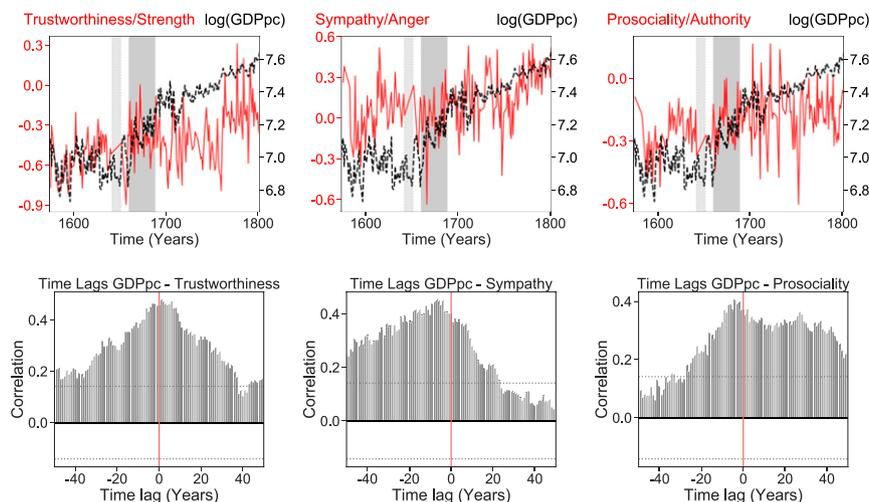 Trustworthiness/Strength log(GDPpc)
Sympathy/Anger log(GDPpc)
Prosociality/Authority log(GDPpc)
0.3
0.0
-0.3
-0.6
-0.9
7.6
7.4
7.2
7.0
6.8
1600 1700 1800
Time (Years)
0.6
0.3
0.0
-0.3
-0.6
7.6
7.4
7.2
7.0
6.8
1600 1700 1800
Time (Years)
0.0
-0.3
-0.6
7.6
7.4
7.2
7.0
6.8
1600 1700 1800
Time (Years)
Time Lags GDPpc - Trustworthiness
Correlation
0.4
0.2
0.0
-40 -20 0 20 40
Time lag (Years)
Time Lags GDPpc - Sympathy
Correlation
0.4
0.2
0.0
-40 -20 0 20 40
Time lag (Years)
Time Lags GDPpc - Prosociality
Correlation
0.4
0.2
0.0
-40 -20 0 20 40
Time lag (Years)